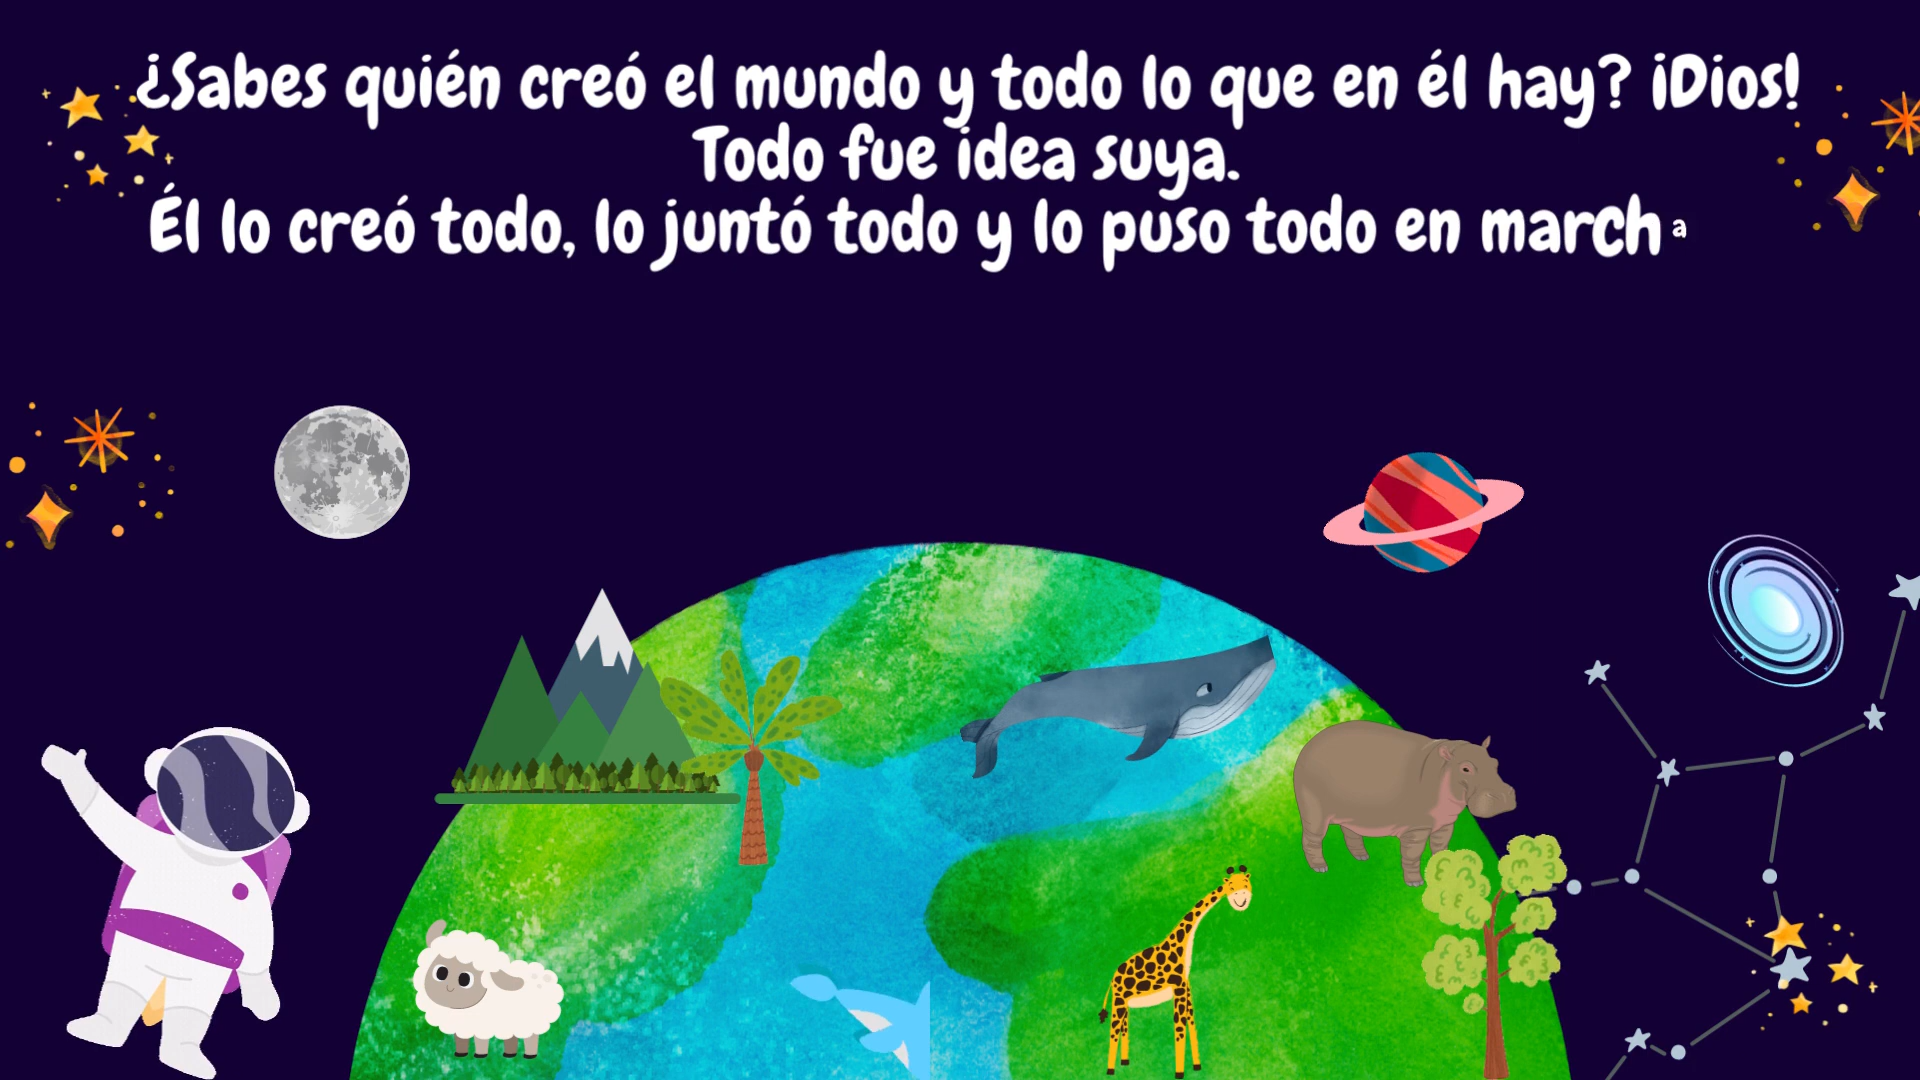 ¿Sabes quién creó el mundo y todo lo que en él hay? ¡Dios!
Todo fue idea suya.
Él lo creó todo, lo juntó todo y lo puso todo en marcha